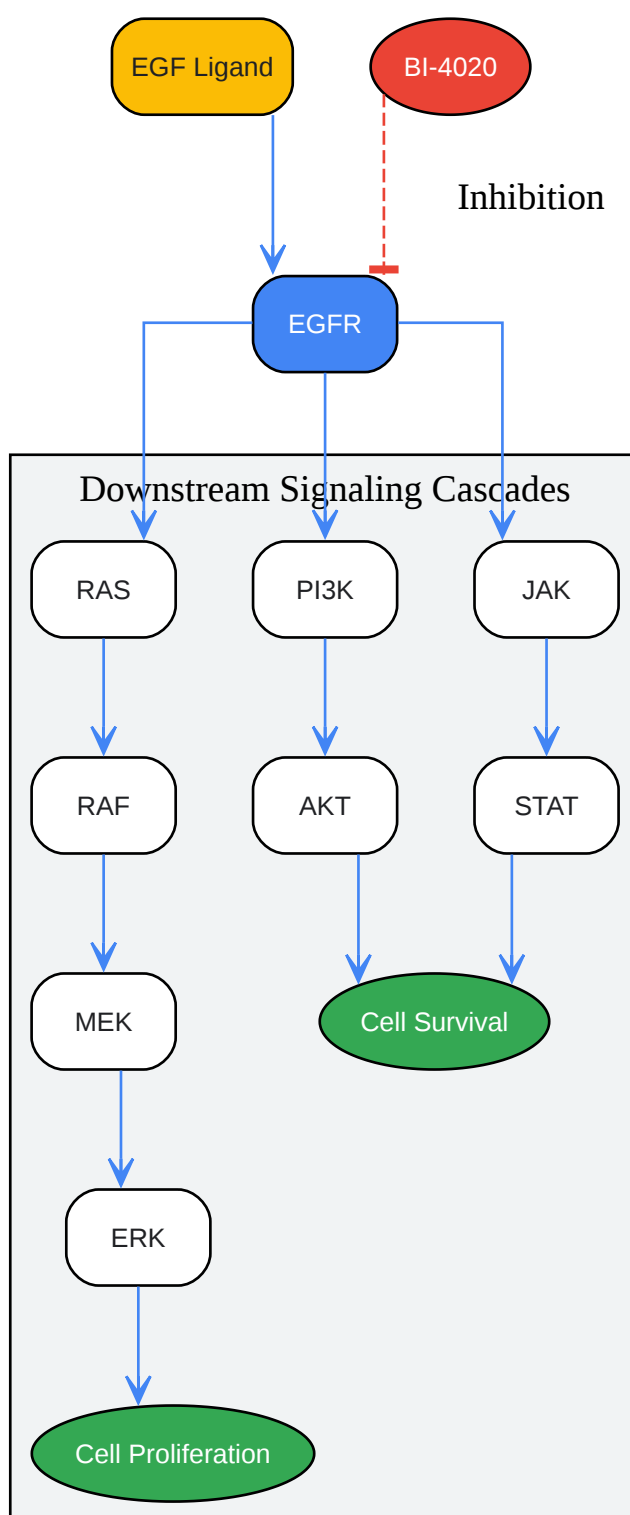 EGF Ligand
BI-4020
Inhibition
EGFR
Downstream Signaling Cascades
RAS
PI3K
JAK
RAF
AKT
STAT
MEK
Cell Survival
ERK
Cell Proliferation